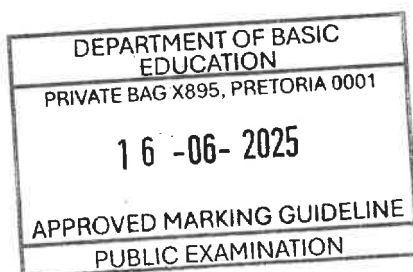 DEPARTMENT OF BASIC
EDUCATION
PRIVATE BAG X895, PRETORIA 0001
16 -06- 2025
APPROVED MARKING GUIDELINE
PUBLIC EXAMINATION